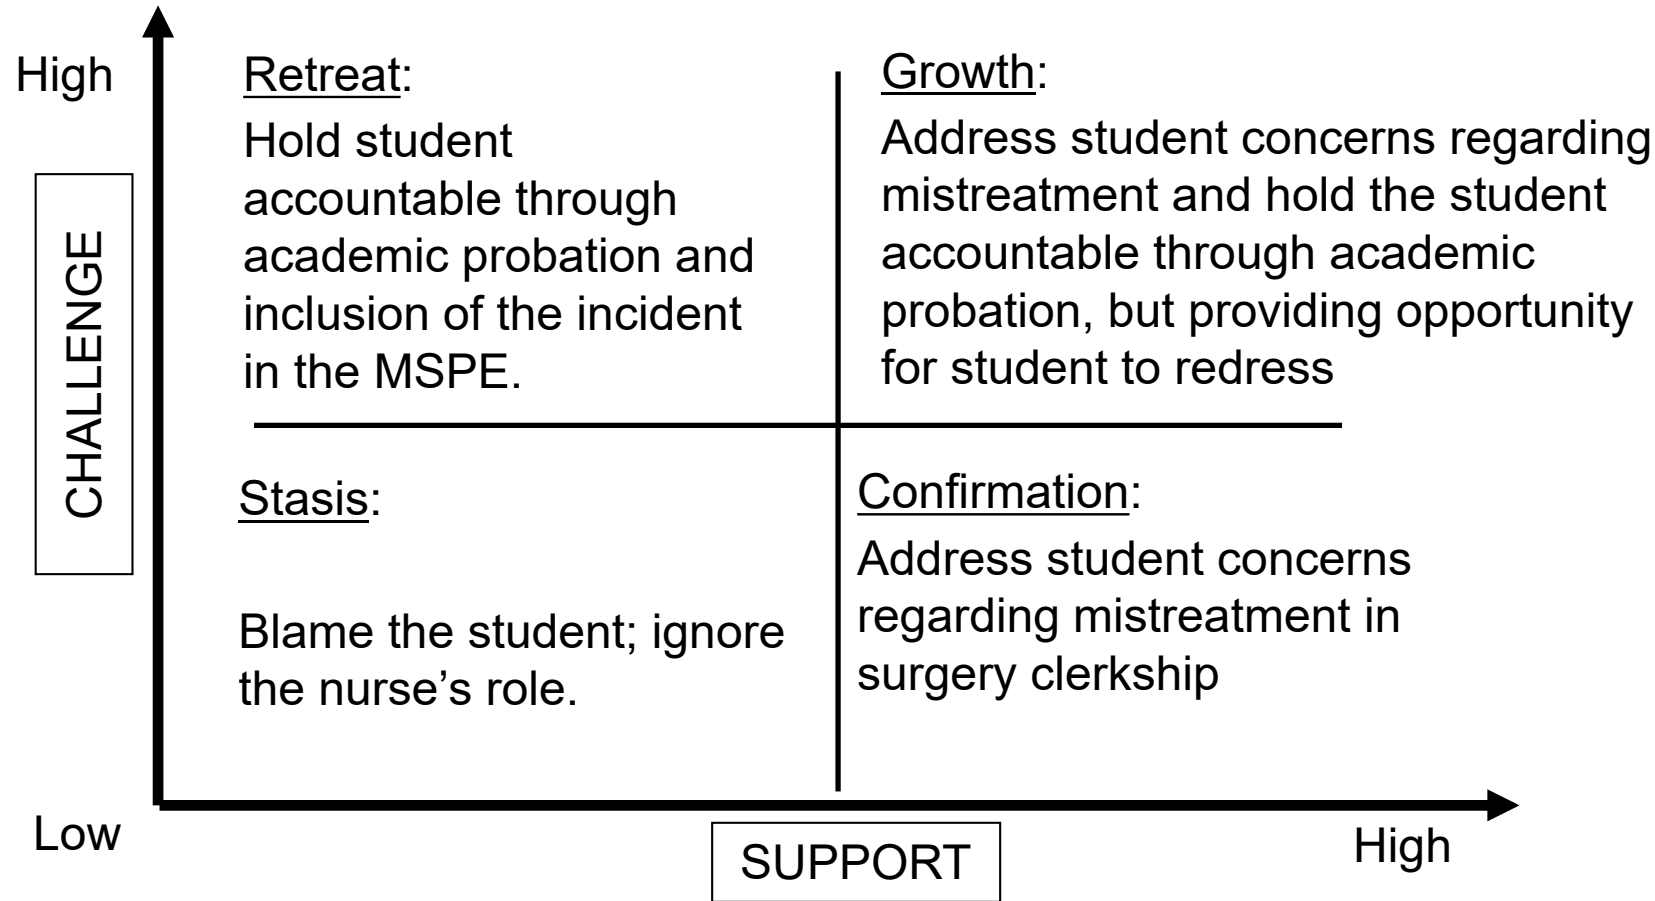 High
Retreat:
Hold student
accountable through
academic probation and
inclusion of the incident
in the MSPE.
Growth:
Address student concerns regarding
mistreatment and hold the student
accountable through academic
probation, but providing opportunity
for student to redress
CHALLENGE
Stasis:
Blame the student; ignore
the nurse’s role.
Confirmation:
Address student concerns
regarding mistreatment in
surgery clerkship
Low
SUPPORT
High